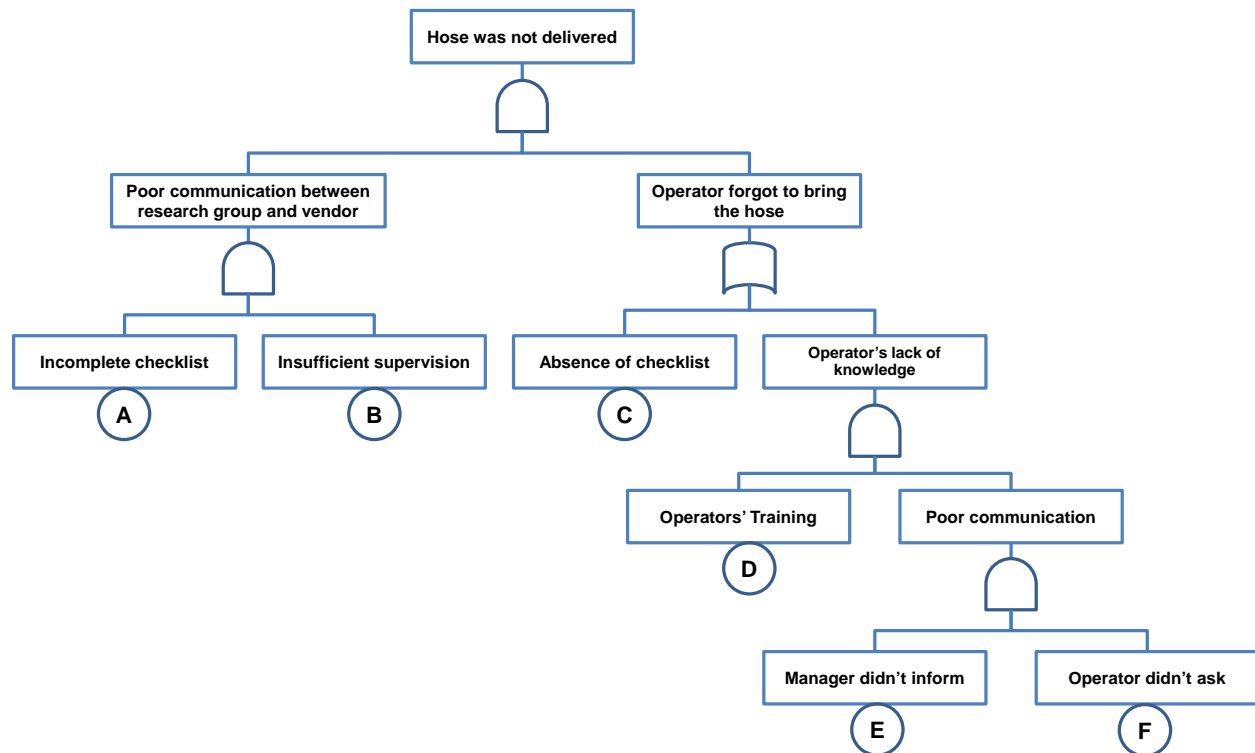 Hose was not delivered
Poor communication between
research group and vendor
Operator forgot to bring
the hose
Incomplete checklist
Insufficient supervision
Absence of checklist
Operator’s lack of
knowledge
A
B
C
Operators’ Training
Poor communication
D
Manager didn’t inform
Operator didn’t ask
E
F